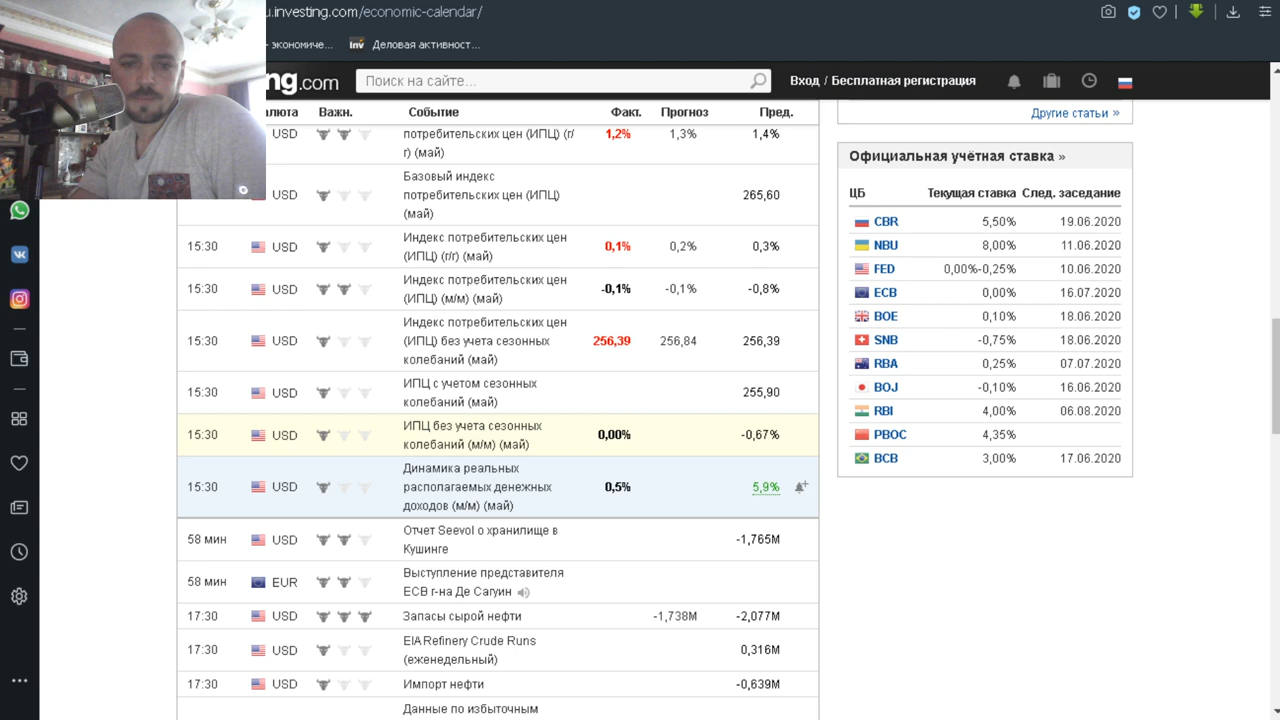 u.investing.com/economic-calendar/
- экономиче...
Inv Деловая активност...
ng.com
Поиск на сайте...
Вход / Бесплатная регистрация
алюта Важн. Событие Факт. Прогноз Пред.
USD потребительских цен (ИПЦ) (г/ 1,2% 1,3% 1,4%
г) (май)
Базовый индекс
USD потребительских цен (ИПЦ) 265,60
(май)
15:30 USD Индекс потребительских цен 0,1% 0,2% 0,3%
(ИПЦ) (г/г) (май)
15:30 USD Индекс потребительских цен -0,1% -0,1% -0,8%
(ИПЦ) (м/м) (май)
Индекс потребительских цен
15:30 USD (ИПЦ) без учета сезонных 256,39 256,84 256,39
колебаний (май)
15:30 USD ИПЦ с учетом сезонных 255,90
колебаний (май)
15:30 USD ИПЦ без учета сезонных 0,00% -0,67%
колебаний (м/м) (май)
Динамика реальных
15:30 USD располагаемых денежных 0,5% 5,9%
доходов (м/м) (май)
58 мин USD Отчет Seevol о хранилище в -1,765M
Кушинге
58 мин EUR Выступление представителя
ECB г-на Де Сагуин
17:30 USD Запасы сырой нефти -1,738M -2,077M
17:30 USD EIA Refinery Crude Runs 0,316M
(еженедельный)
17:30 USD Импорт нефти -0,639M
Данные по избыточным
Другие статьи »
Официальная учётная ставка »
ЦБ Текущая ставка След. заседание
CBR 5,50% 19.06.2020
NBU 8,00% 11.06.2020
FED 0,00%-0,25% 10.06.2020
ECB 0,00% 16.07.2020
BOE 0,10% 18.06.2020
SNB -0,75% 18.06.2020
RBA 0,25% 07.07.2020
BOJ -0,10% 16.06.2020
RBI 4,00% 06.08.2020
PBOC 4,35%
BCB 3,00% 17.06.2020